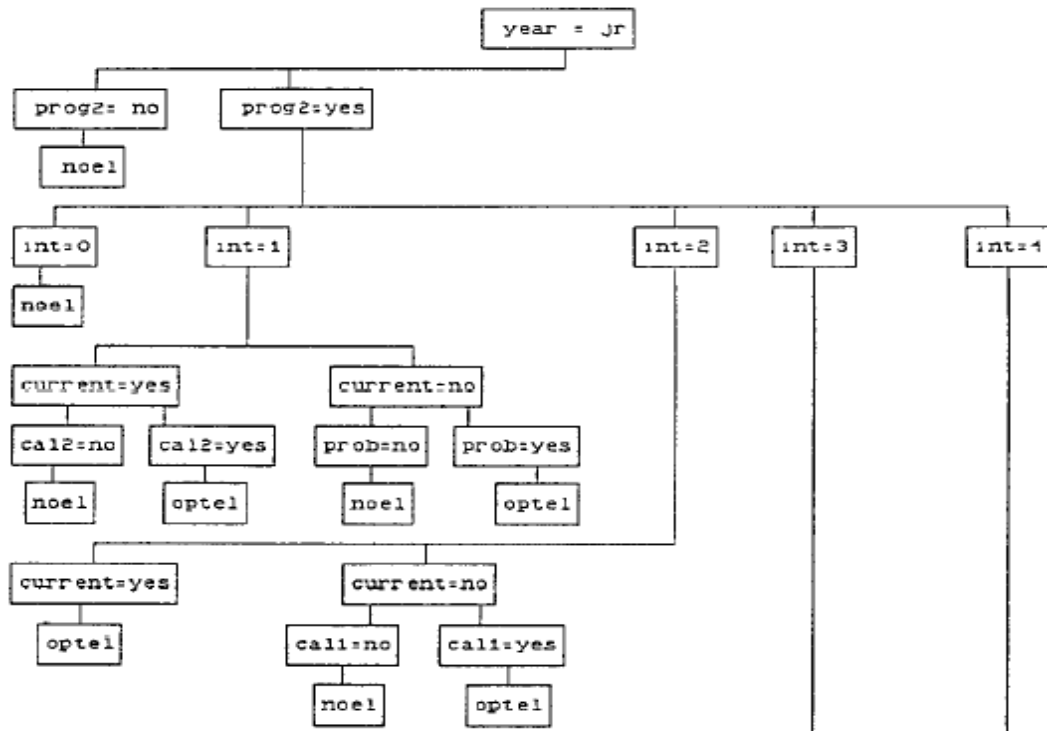 year = jr
prog2= no prog2=yes
noel
int=0 int=1 int=2 int=3 int=4
noel
current=yes current=no
cal2=no cal2=yes prob=no prob=yes
noel optel noel optel
current=yes current=no
optel cal1=no cal1=yes
noel optel